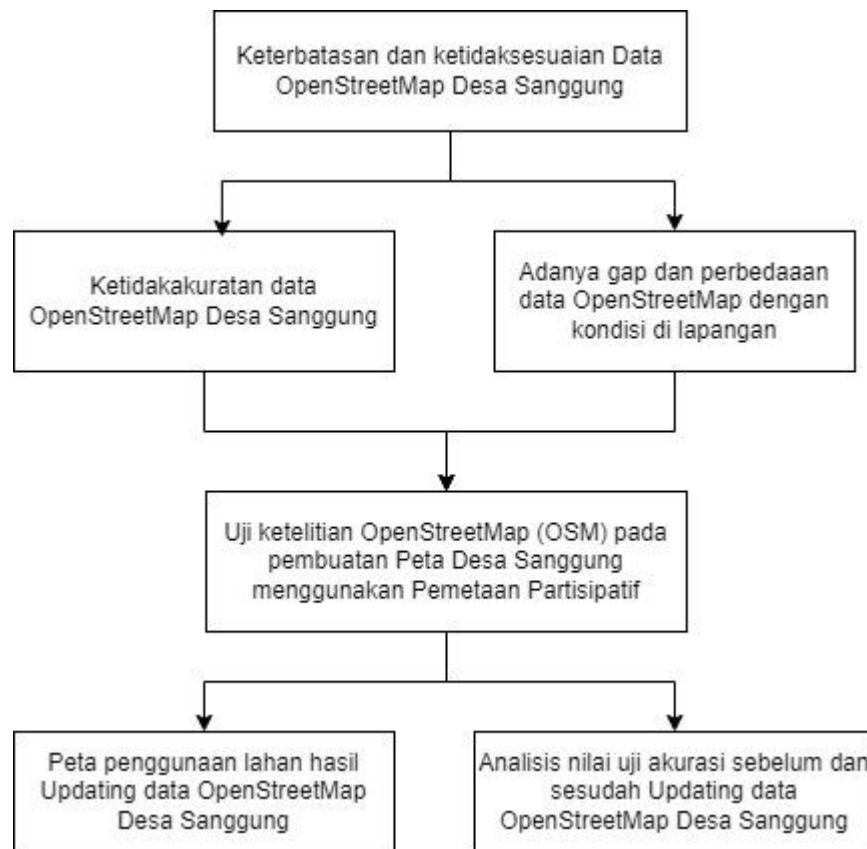 Keterbatasan dan ketidaksesuaian Data
OpenStreetMap Desa Sanggung
Ketidakakuratan data
OpenStreetMap Desa Sanggung
Adanya gap dan perbedaaan
data OpenStreetMap dengan
kondisi di lapangan
Uji ketelitian OpenStreetMap (OSM) pada
pembuatan Peta Desa Sanggung
menggunakan Pemetaan Partisipatif
Peta penggunaan lahan hasil
Updating data OpenStreetMap
Desa Sanggung
Analisis nilai uji akurasi sebelum dan
sesudah Updating data
OpenStreetMap Desa Sanggung